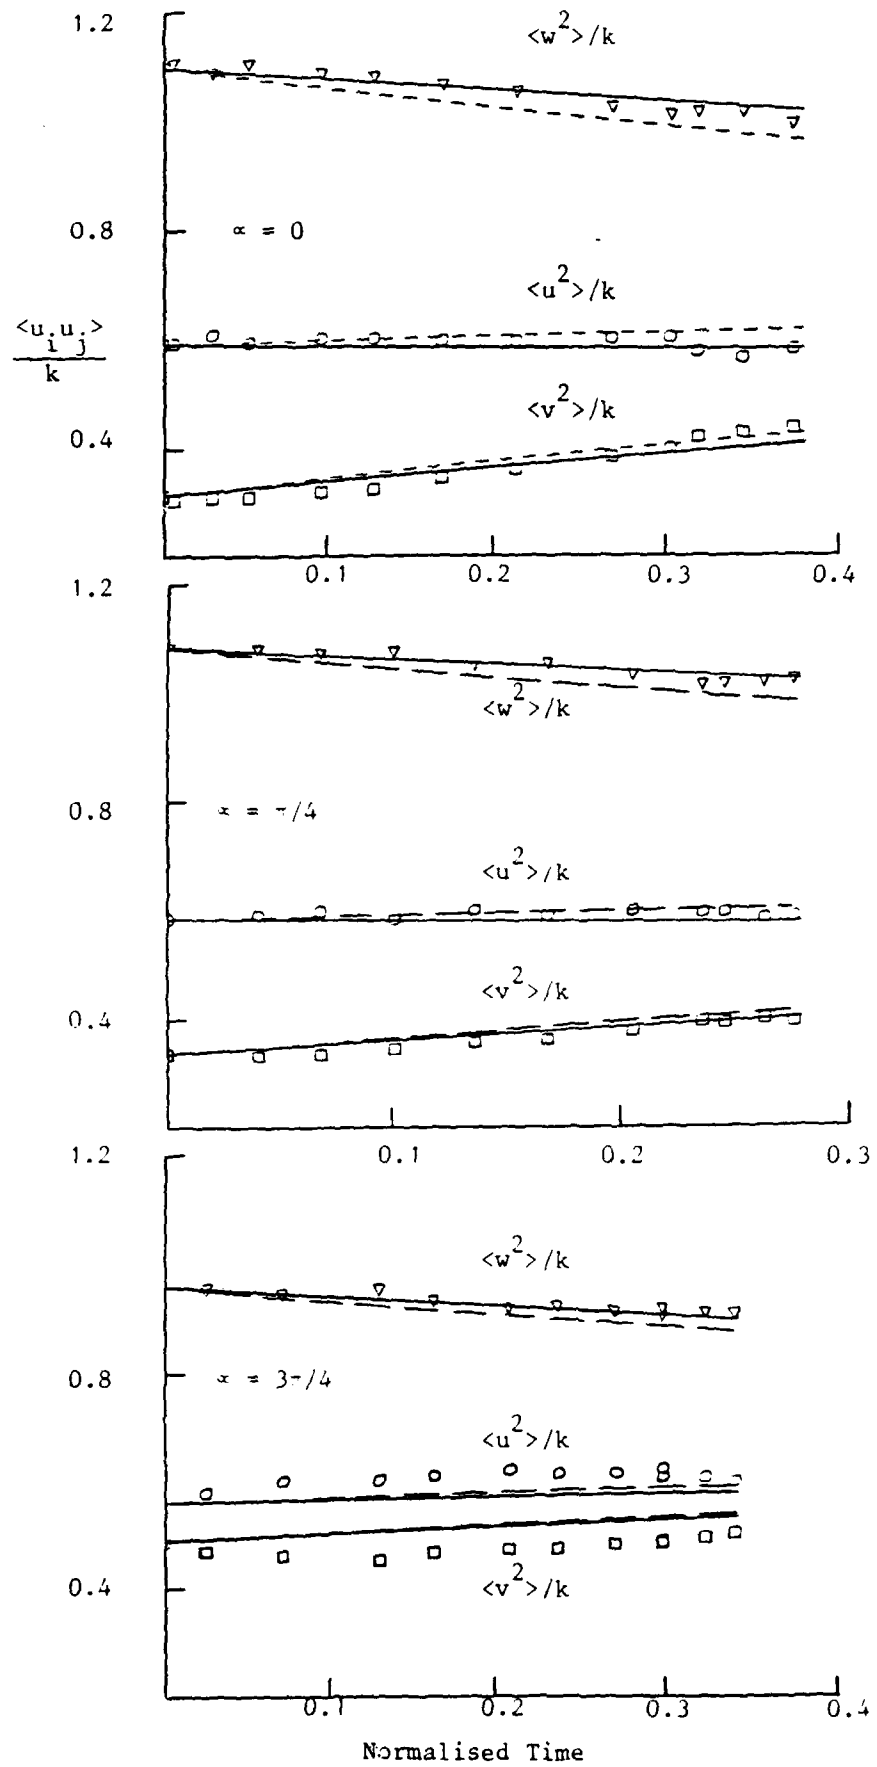 1.2
<w²>/k
0.8
α = 0
<u²>/k
<u_i u_j>
k
<v²>/k
0.4
0.1 0.2 0.3 0.4
1.2
<w²>/k
0.8
α = π/4
<u²>/k
<v²>/k
0.4
0.1 0.2 0.3
1.2
<w²>/k
0.8
α = 3π/4
<u²>/k
0.4
<v²>/k
0.1 0.2 0.3 0.4
Normalised Time